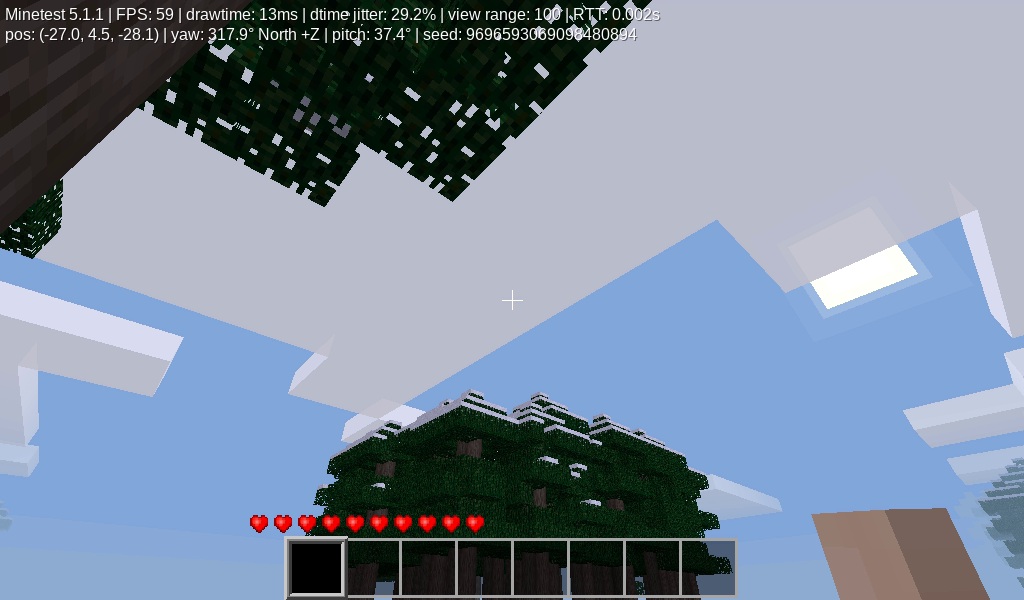 Minetest 5.1.1 | FPS: 59 | drawtime: 13ms | dtime jitter: 29.2% | view range: 100 | RTT: 0.002s
pos: (-27.0, 4.5, -28.1) | yaw: 317.9° North +Z | pitch: 37.4° | seed: 9696593069098480894